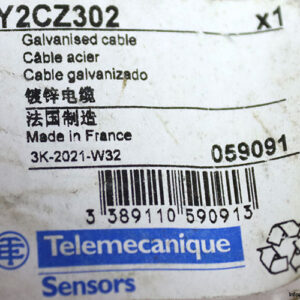 Y2CZ302 x1
Galvanised cable
Câble acier
Cable galvanizado
镀锌电缆
法国制造
Made in France
3K-2021-W32 059091
3 389110 590913
Telemecanique
Sensors